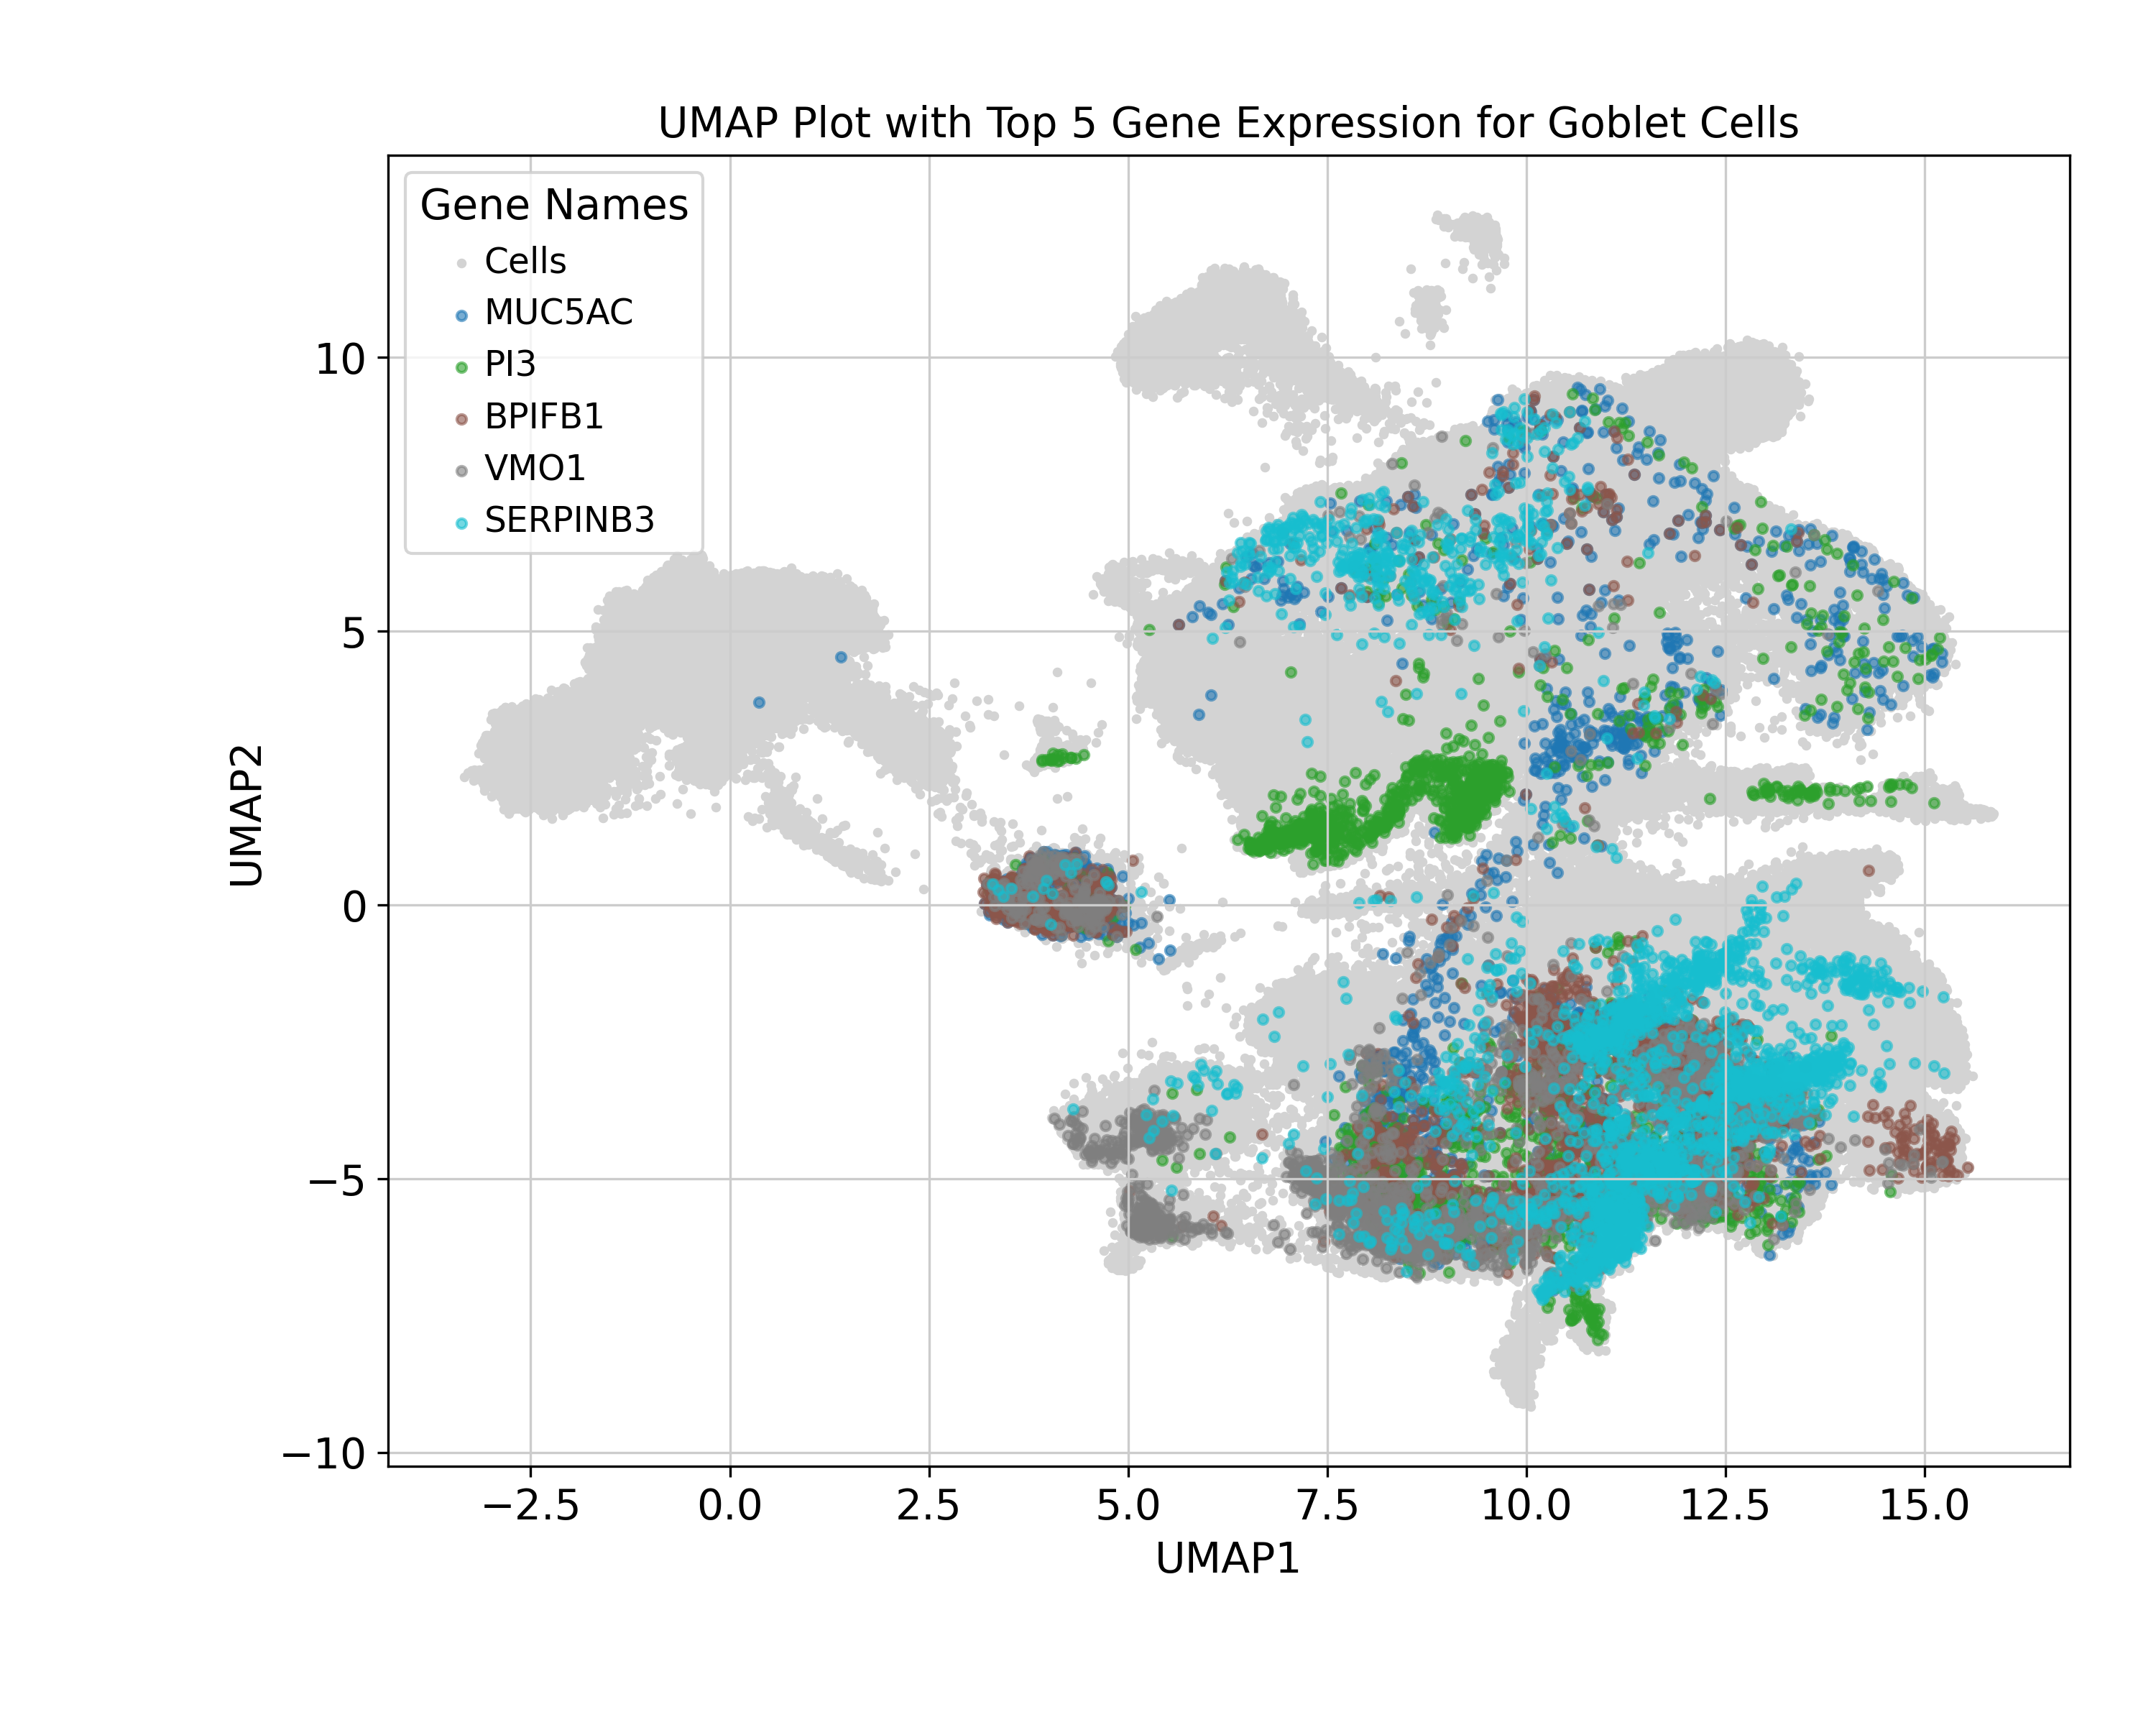 UMAP Plot with Top 5 Gene Expression for Goblet Cells
Gene Names
Cells
MUC5AC
PI3
BPIFB1
VMO1
SERPINB3
UMAP2
10
5
0
−5
−10
−2.5 0.0 2.5 5.0 7.5 10.0 12.5 15.0
UMAP1